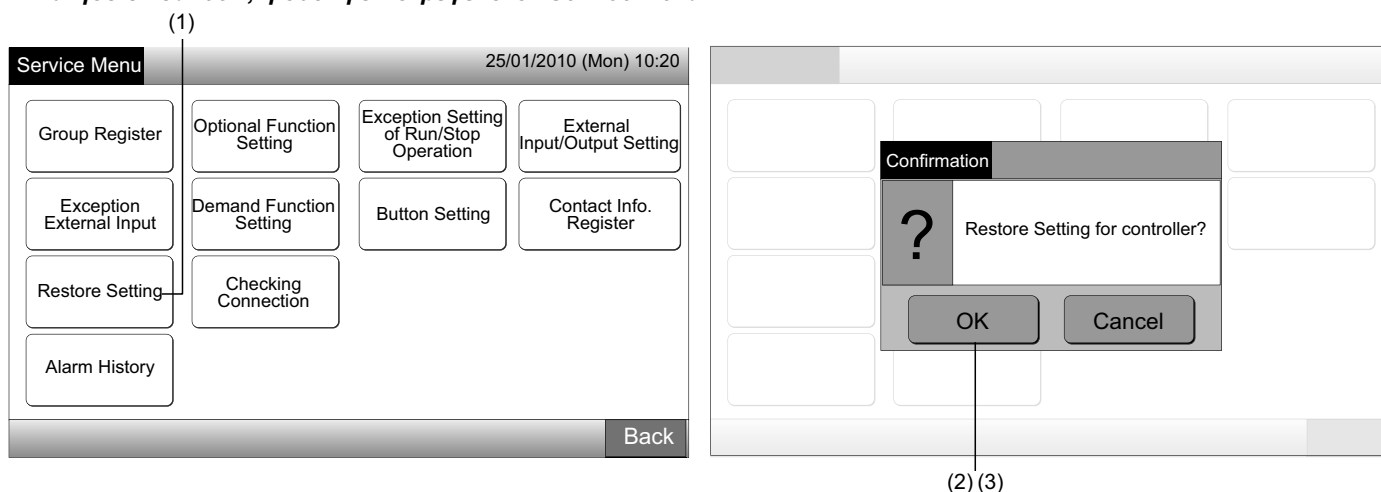 (1)
Service Menu
25/01/2010 (Mon) 10:20
Group Register
Optional Function
Setting
Exception Setting
of Run/Stop
Operation
External
Input/Output Setting
Exception
External Input
Demand Function
Setting
Button Setting
Contact Info.
Register
Restore Setting
Checking
Connection
Alarm History
Back
Confirmation
?
Restore Setting for controller?
OK
Cancel
(2) (3)